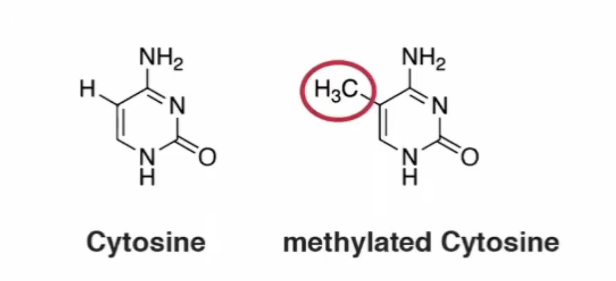 NH₂
H
N
N
H
O
Cytosine
NH₂
H₃C
N
N
H
O
methylated Cytosine